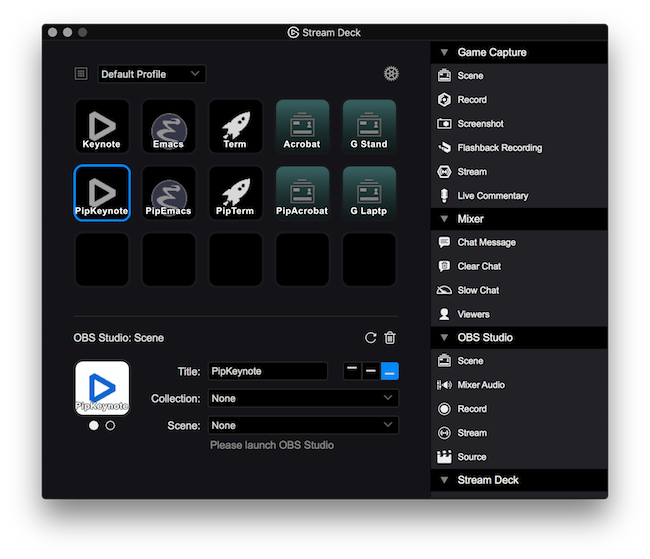 Stream Deck
Default Profile
Keynote
Emacs
Term
Acrobat
G Stand
PipKeynote
PipEmacs
PipTerm
PipAcrobat
G Laptp
OBS Studio: Scene
PipKeynote
Title:
PipKeynote
Collection:
None
Scene:
None
Please launch OBS Studio
Game Capture
Scene
Record
Screenshot
Flashback Recording
Stream
Live Commentary
Mixer
Chat Message
Clear Chat
Slow Chat
Viewers
OBS Studio
Scene
Mixer Audio
Record
Stream
Source
Stream Deck